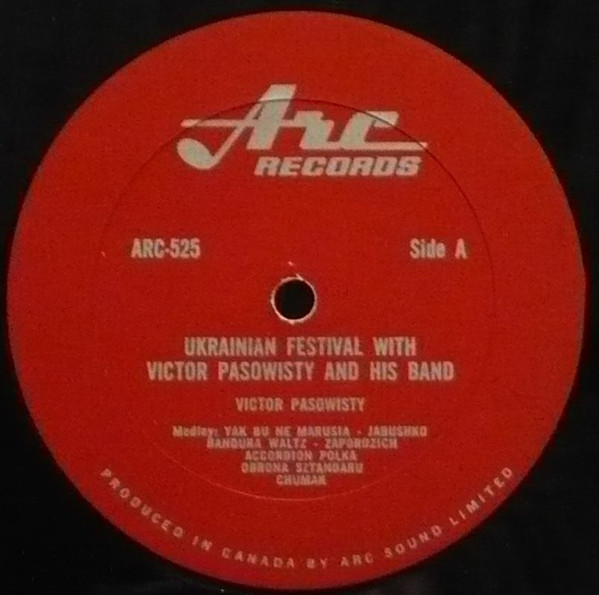 Arc
RECORDS
ARC-525 Side A
UKRAINIAN FESTIVAL WITH
VICTOR PASOWISTY AND HIS BAND
VICTOR PASOWISTY
Medley: YAK BU NE MARUSIA - JABUSHKO
BANDURA WALTZ - ZAPOROZICH
ACCORDION POLKA
OBRONA SZTANDARU
CHUMAK
PRODUCED IN CANADA BY ARC SOUND LIMITED